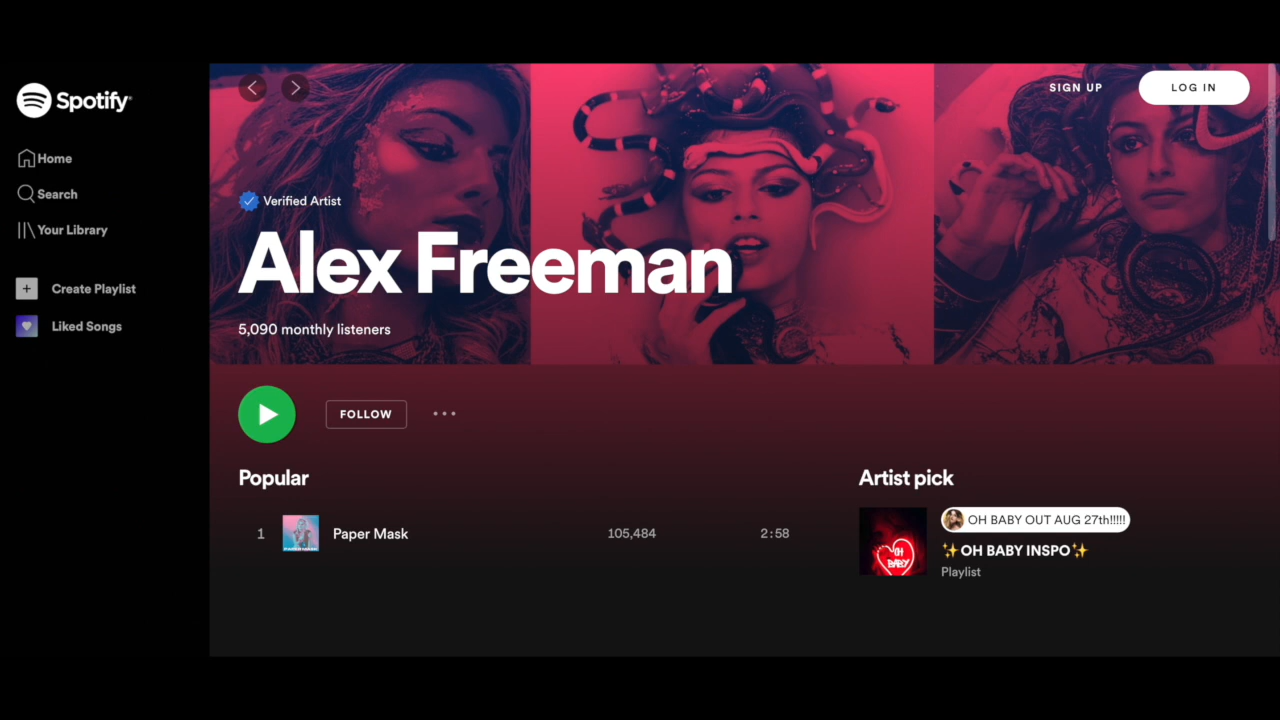 Spotify
Home
Search
Your Library
Create Playlist
Liked Songs
SIGN UP
LOG IN
Verified Artist
Alex Freeman
5,090 monthly listeners
FOLLOW
Popular
1 Paper Mask 105,484 2:58
Artist pick
OH BABY
OH BABY OUT AUG 27th!!!!!
✨OH BABY INSPO✨
Playlist